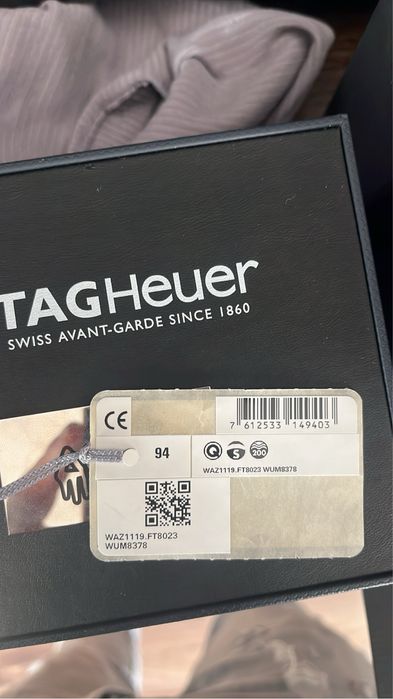 TAGHeuer
SWISS AVANT-GARDE SINCE 1860
CE
7 612533 149403
94
Q S 200
WAZ1119.FT8023 WUM8378
WAZ1119.FT8023
WUM8378